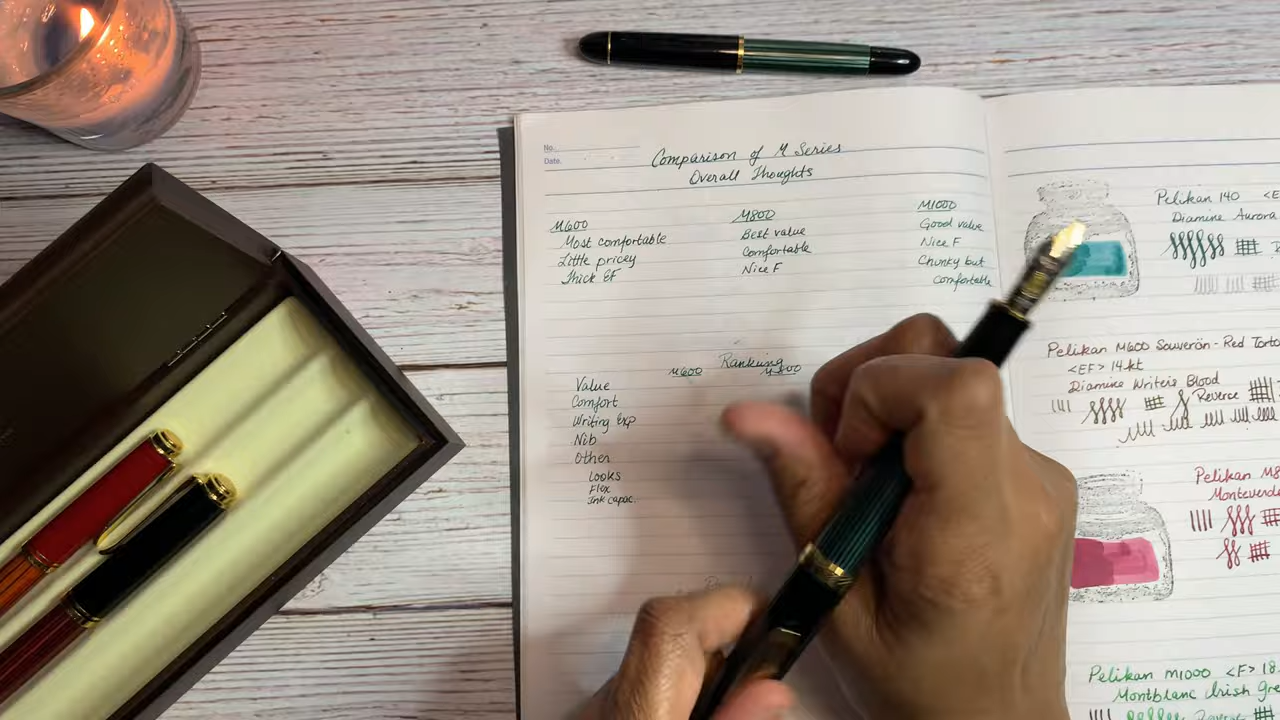 No.
Date.
Comparison of M Series
Overall Thoughts
M600
Most comfortable
Little pricey
Thick EF
M800
Best value
Comfortable
Nice F
M1000
Good value
Nice F
Chunky but
comfortable
Ranking
M600 M800
Value
Comfort
Writing Exp
Nib
Other
Looks
Flex
Ink capac.
Pelikan 140 <E
Diamine Aurora
Pelikan M600 Souverän - Red Torto
<EF> 14kt
Diamine Writer's Blood
Reverse
Pelikan M8
Monteverd
Pelikan M1000 <F> 18
Montblanc Irish Gre
Reverse